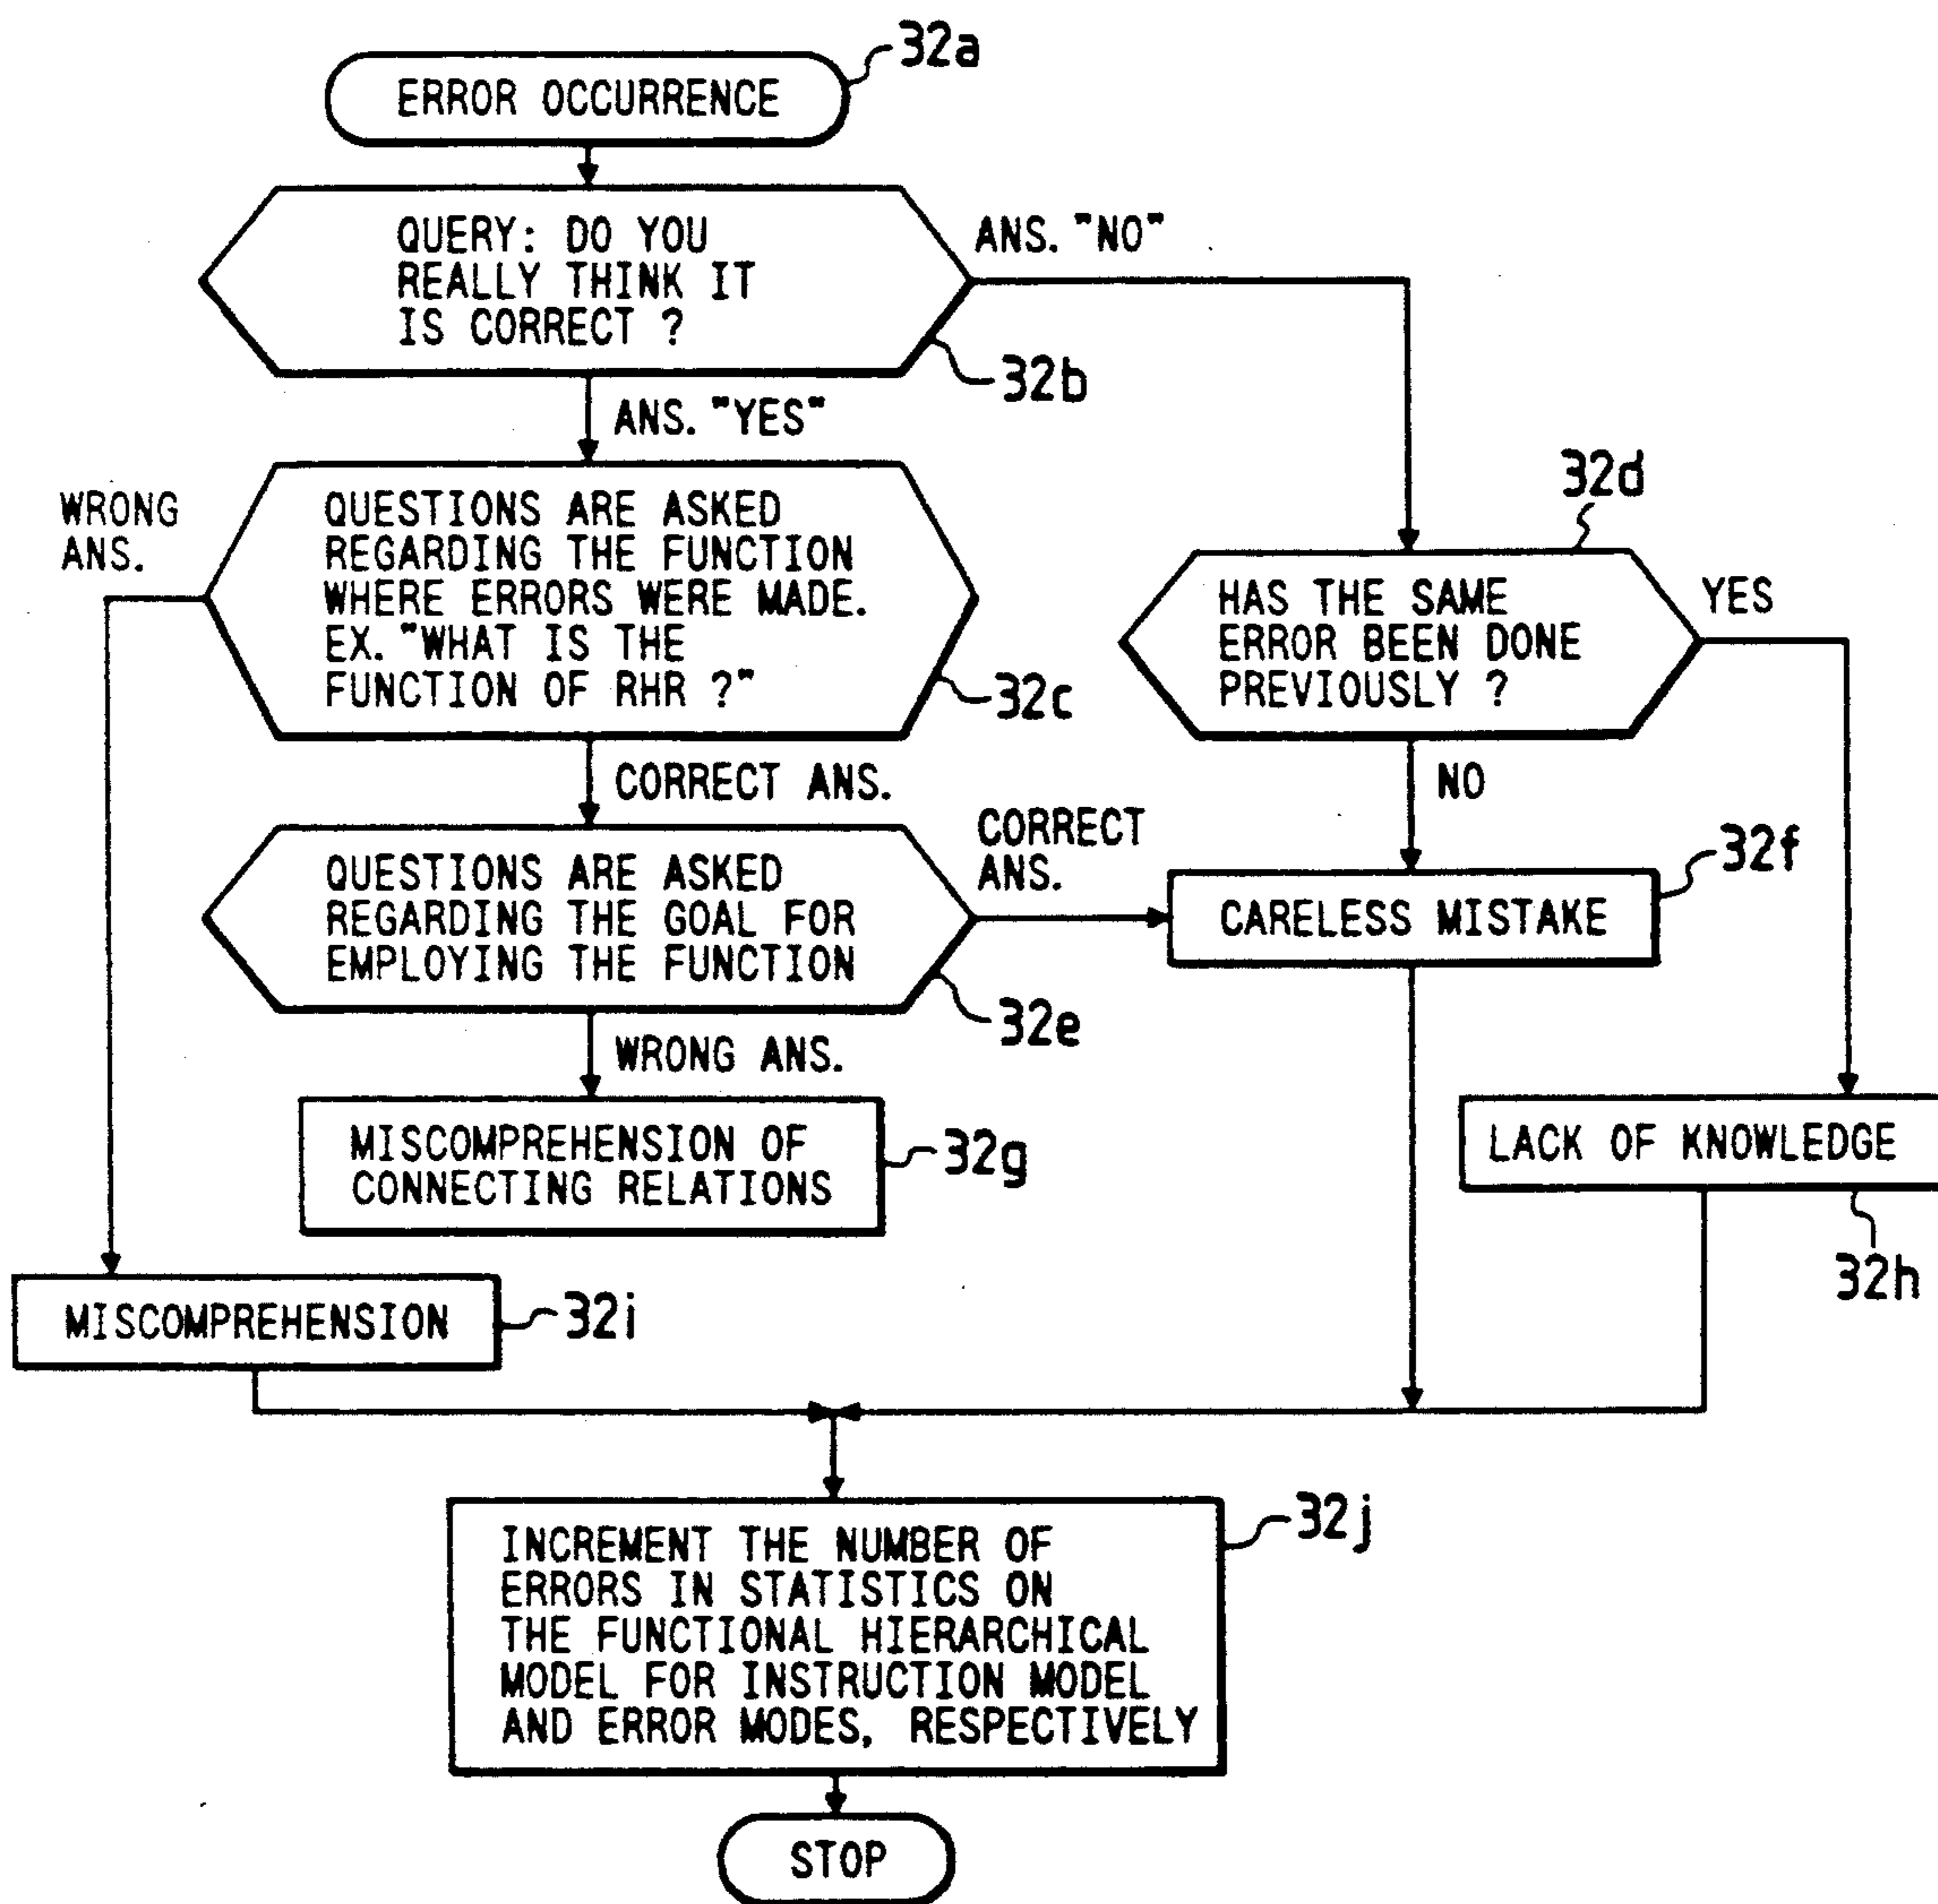 32a
ERROR OCCURRENCE
QUERY: DO YOU
REALLY THINK IT
IS CORRECT ?
ANS. "NO"
32b
ANS. "YES"
WRONG
ANS.
QUESTIONS ARE ASKED
REGARDING THE FUNCTION
WHERE ERRORS WERE MADE.
EX. "WHAT IS THE
FUNCTION OF RHR ?"
32c
32d
HAS THE SAME
ERROR BEEN DONE
PREVIOUSLY ?
YES
CORRECT ANS.
NO
QUESTIONS ARE ASKED
REGARDING THE GOAL FOR
EMPLOYING THE FUNCTION
CORRECT
ANS.
32e
32f
CARELESS MISTAKE
WRONG ANS.
MISCOMPREHENSION OF
CONNECTING RELATIONS
32g
LACK OF KNOWLEDGE
32h
MISCOMPREHENSION
32i
INCREMENT THE NUMBER OF
ERRORS IN STATISTICS ON
THE FUNCTIONAL HIERARCHICAL
MODEL FOR INSTRUCTION MODEL
AND ERROR MODES, RESPECTIVELY
32j
STOP